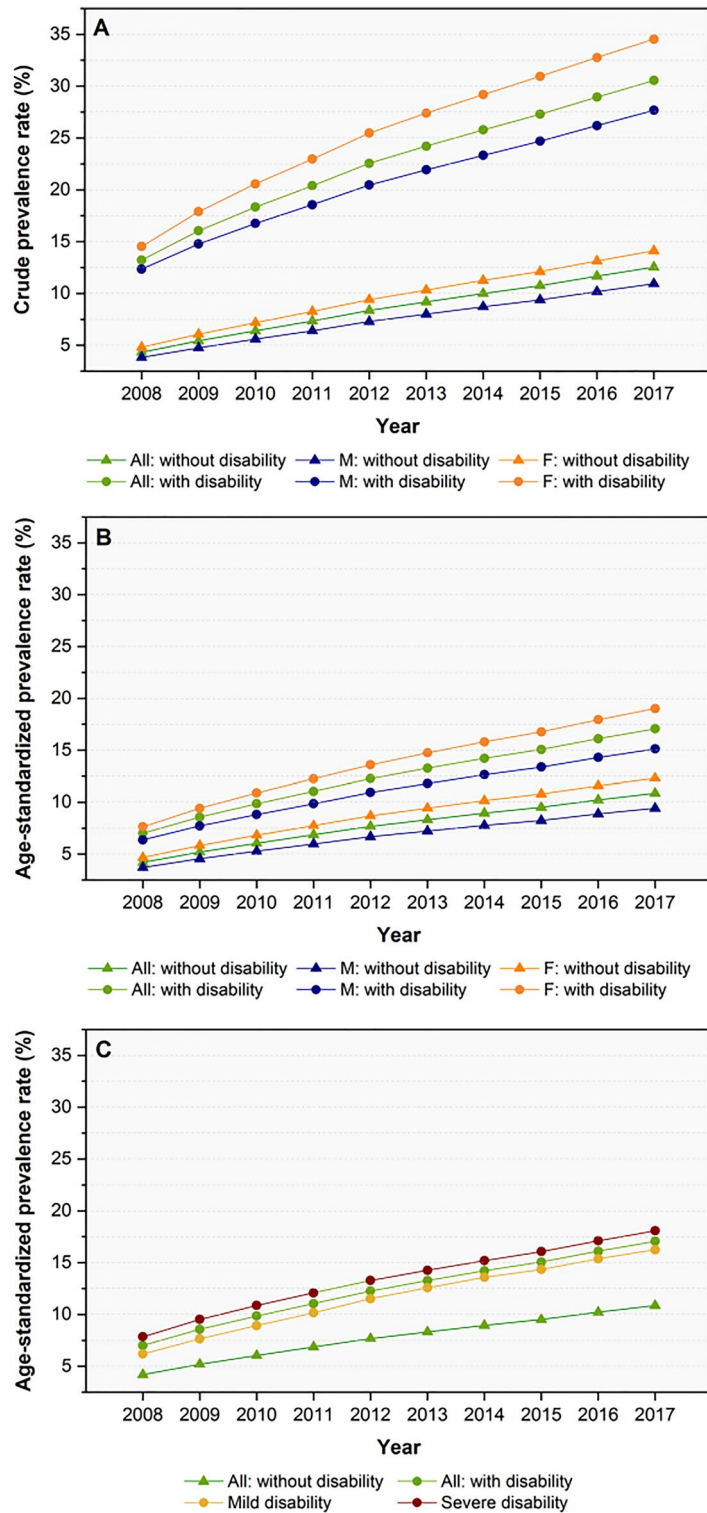 A
Crude prevalence rate (%)
35
30
25
20
15
10
5
2008 2009 2010 2011 2012 2013 2014 2015 2016 2017
Year
All: without disability M: without disability F: without disability
All: with disability M: with disability F: with disability
B
Age-standardized prevalence rate (%)
35
30
25
20
15
10
5
2008 2009 2010 2011 2012 2013 2014 2015 2016 2017
Year
All: without disability M: without disability F: without disability
All: with disability M: with disability F: with disability
C
Age-standardized prevalence rate (%)
35
30
25
20
15
10
5
2008 2009 2010 2011 2012 2013 2014 2015 2016 2017
Year
All: without disability All: with disability
Mild disability Severe disability